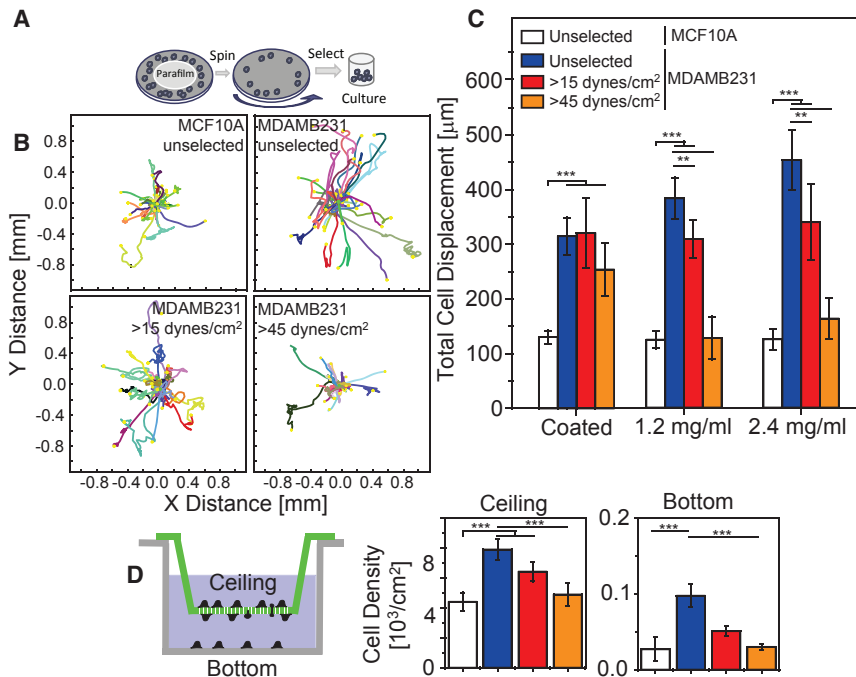 A
Spin
Select
Parafilm
Culture
B
MCF10A
unselected
MDAMB231
unselected
MDAMB231
>15 dynes/cm²
MDAMB231
>45 dynes/cm²
0.8
0.4
0.0
-0.4
-0.8
0.8
0.4
0.0
-0.4
-0.8
Y Distance [mm]
-0.8 -0.4 0.0 0.4 0.8 -0.8 -0.4 0.0 0.4 0.8
X Distance [mm]
C
Unselected MCF10A
Unselected
MDAMB231
>15 dynes/cm²
>45 dynes/cm²
Total Cell Displacement [µm]
600
500
400
300
200
100
0
***
***
**
***
**
Coated 1.2 mg/ml 2.4 mg/ml
D
Ceiling
Bottom
Ceiling
Cell Density
[10³/cm²]
8
4
0
*** ***
Bottom
0.2
0.1
0.0
*** ***